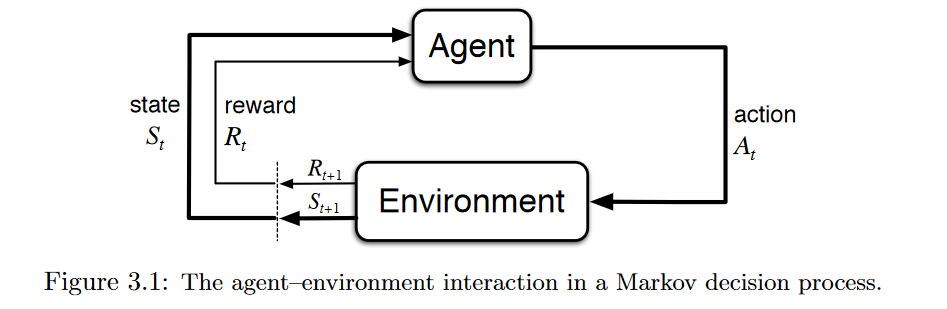 Agent
state
S_t
reward
R_t
action
A_t
R_{t+1}
S_{t+1}
Environment
Figure 3.1: The agent–environment interaction in a Markov decision process.